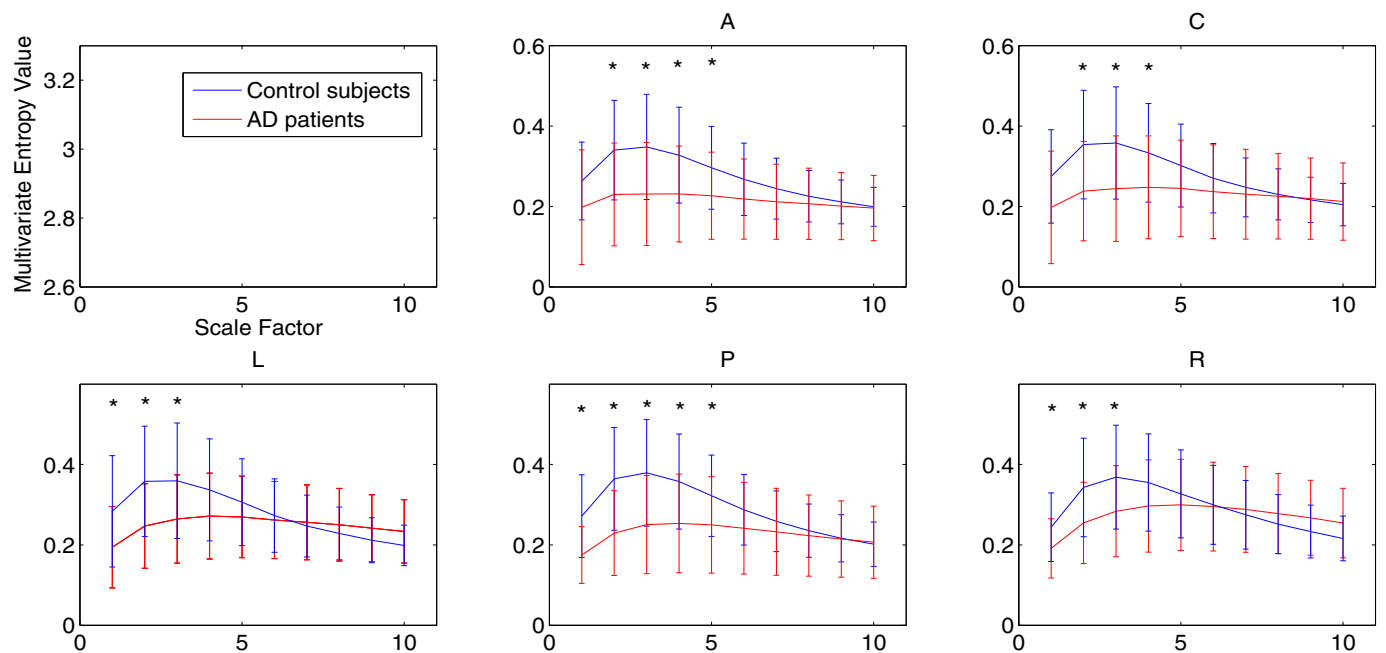 Multivariate Entropy Value
3.2
3
2.8
2.6
0
5
10
Scale Factor
Control subjects
AD patients
A
0.6
0.4
0.2
0
0
5
10
* * * *
C
0.6
0.4
0.2
0
0
5
10
* * *
L
0.4
0.2
0
0
5
10
* * *
P
0.4
0.2
0
0
5
10
* * * * *
R
0.4
0.2
0
0
5
10
* * *